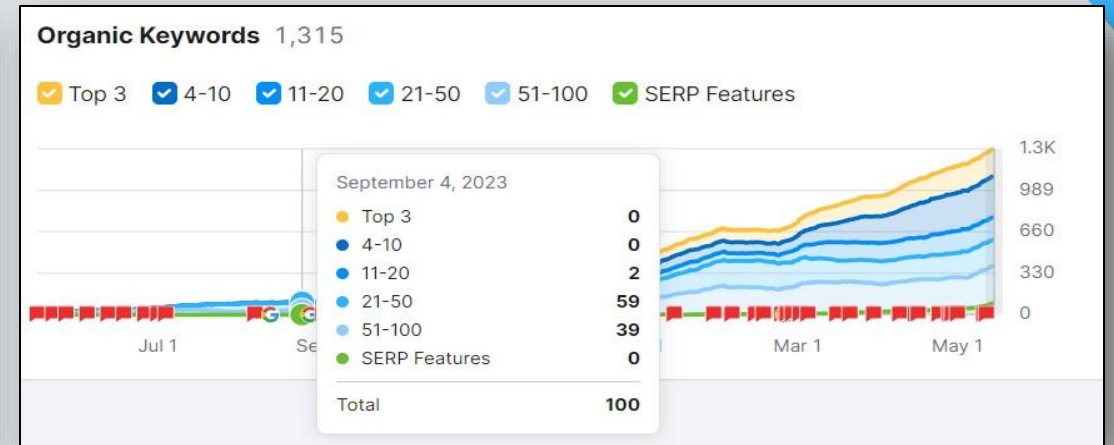 Organic Keywords 1,315
Top 3 4-10 11-20 21-50 51-100 SERP Features
1.3K
989
660
330
0
September 4, 2023
Top 3 0
4-10 0
11-20 2
21-50 59
51-100 39
SERP Features 0
Total 100
Jul 1 Se Mar 1 May 1